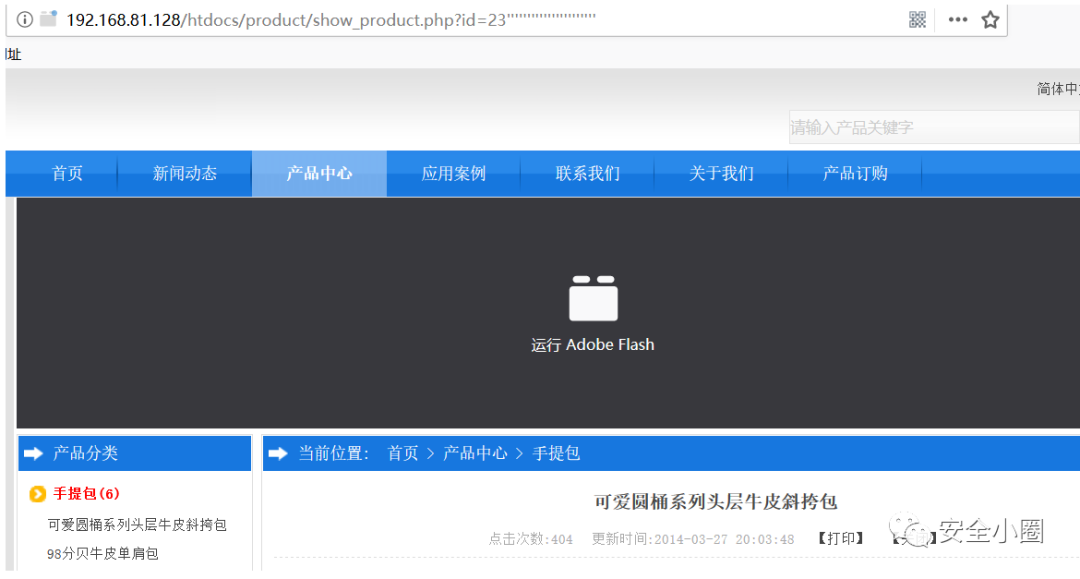 192.168.81.128/htdocs/product/show_product.php?id=23''''''''''''''''''''''''''''''''''''''''
址
简体中
请输入产品关键字
首页 新闻动态 产品中心 应用案例 联系我们 关于我们 产品订购
运行 Adobe Flash
产品分类
当前位置: 首页 > 产品中心 > 手提包
手提包(6)
可爱圆桶系列头层牛皮斜挎包
98分贝牛皮单肩包
可爱圆桶系列头层牛皮斜挎包
点击次数:404 更新时间:2014-03-27 20:03:48 【打印】
安全小圈